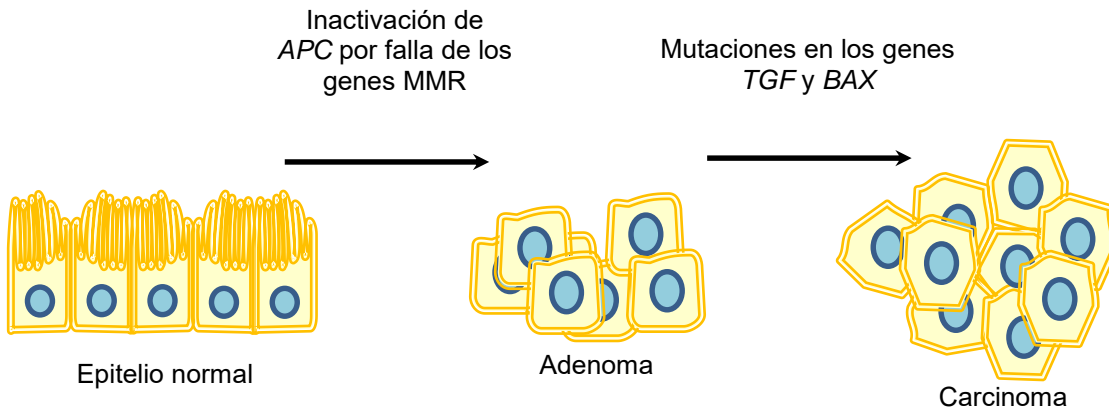 Inactivación de
APC por falla de los
genes MMR
Mutaciones en los genes
TGF y BAX
Epitelio normal
Adenoma
Carcinoma